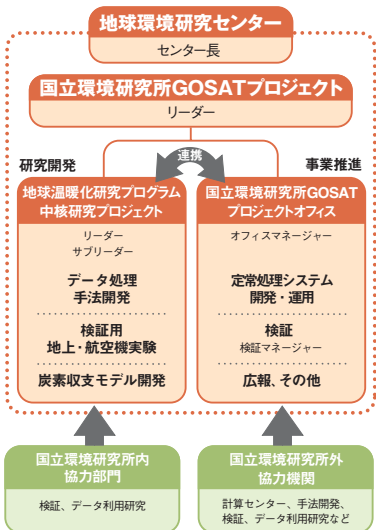 地球環境研究センター
センター長
国立環境研究所GOSATプロジェクト
リーダー
連携
研究開発
事業推進
地球温暖化研究プログラム
中核研究プロジェクト
リーダー
サブリーダー
データ処理
手法開発
検証用
地上・航空機実験
炭素収支モデル開発
国立環境研究所GOSAT
プロジェクトオフィス
オフィスマネージャー
定常処理システム
開発・運用
検証
検証マネージャー
広報、その他
国立環境研究所内
協力部門
検証、データ利用研究
国立環境研究所外
協力機関
計算センター、手法開発、
検証、データ利用研究など